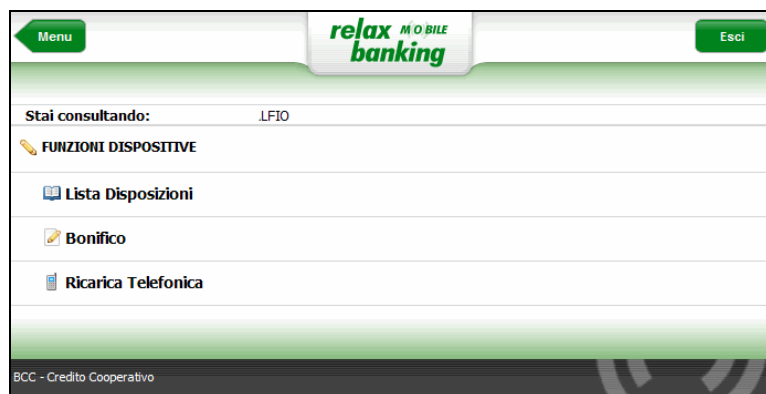 Menu
relax MOBILE
banking
Esci
Stai consultando: .LFIO
FUNZIONI DISPOSITIVE
Lista Disposizioni
Bonifico
Ricarica Telefonica
BCC - Credito Cooperativo